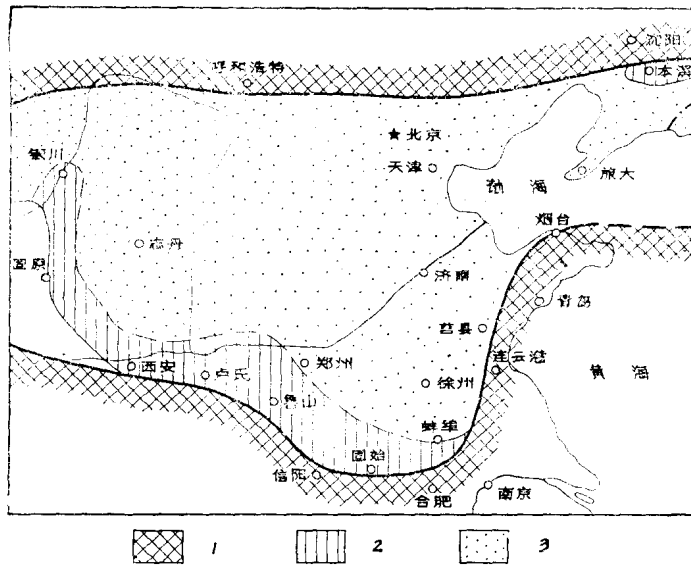 沈阳
本溪
呼和浩特
★北京
银川
天津
渤海
旅大
烟台
志丹
固原
济南
青岛
莒县
郑州
连云港
西安
卢氏
徐州
黄海
鲁山
蚌埠
固始
信阳
合肥
南京
1
2
3